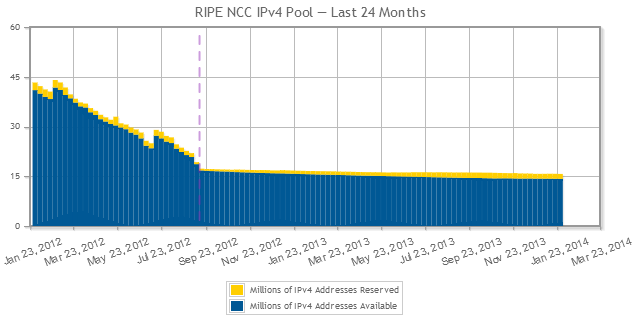 RIPE NCC IPv4 Pool — Last 24 Months
60
45
30
15
0
Jan 23, 2012
Mar 23, 2012
May 23, 2012
Jul 23, 2012
Sep 23, 2012
Nov 23, 2012
Jan 23, 2013
Mar 23, 2013
May 23, 2013
Jul 23, 2013
Sep 23, 2013
Nov 23, 2013
Jan 23, 2014
Mar 23, 2014
Millions of IPv4 Addresses Reserved
Millions of IPv4 Addresses Available